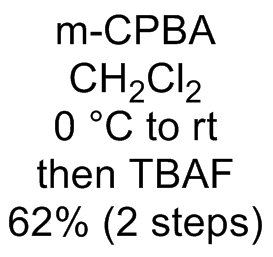 m-CPBA
CH₂Cl₂
0 °C to rt
then TBAF
62% (2 steps)